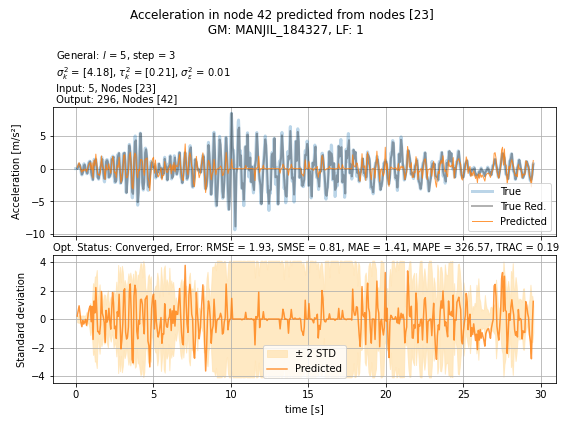 Acceleration in node 42 predicted from nodes [23]
GM: MANJIL_184327, LF: 1
General: l = 5, step = 3
σ²ₖ = [4.18], τ²ₖ = [0.21], σ²ₑ = 0.01
Input: 5, Nodes [23]
Output: 296, Nodes [42]
Acceleration [m/s²]
5
0
−5
−10
True
True Red.
Predicted
Opt. Status: Converged, Error: RMSE = 1.93, SMSE = 0.81, MAE = 1.41, MAPE = 326.57, TRAC = 0.19
Standard deviation
4
2
0
−2
−4
± 2 STD
Predicted
0 5 10 15 20 25 30
time [s]